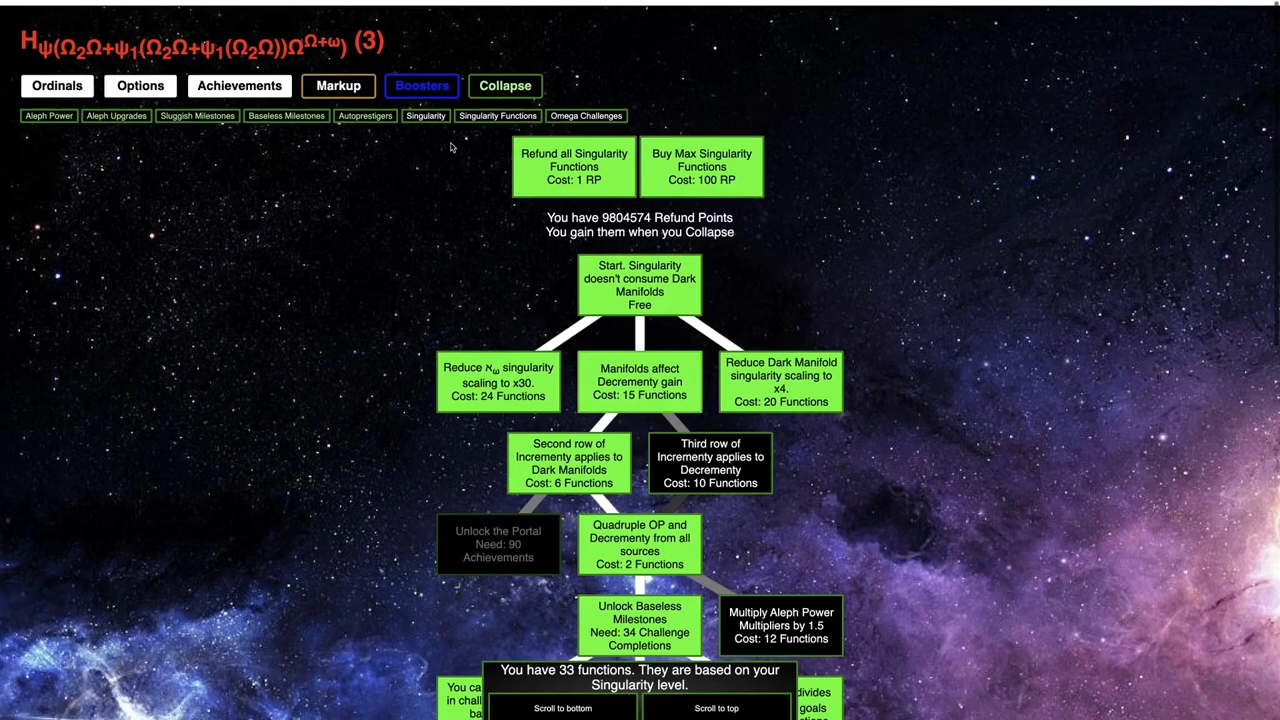 Hψ(Ω₂Ω+ψ₁(Ω₂Ω+ψ₁(Ω₂Ω))Ω^Ω+ω) (3)
Ordinals Options Achievements Markup Boosters Collapse
Aleph Power Aleph Upgrades Sluggish Milestones Baseless Milestones Autoprestigers Singularity Singularity Functions Omega Challenges
Refund all Singularity
Functions
Cost: 1 RP
Buy Max Singularity
Functions
Cost: 100 RP
You have 9804574 Refund Points
You gain them when you Collapse
Start. Singularity
doesn't consume Dark
Manifolds
Free
Reduce ℵω singularity
scaling to x30.
Cost: 24 Functions
Manifolds affect
Decrementy gain
Cost: 15 Functions
Reduce Dark Manifold
singularity scaling to
x4.
Cost: 20 Functions
Second row of
Incrementy applies to
Dark Manifolds
Cost: 6 Functions
Third row of
Incrementy applies to
Decrementy
Cost: 10 Functions
Unlock the Portal
Need: 90
Achievements
Quadruple OP and
Decrementy from all
sources
Cost: 2 Functions
Unlock Baseless
Milestones
Need: 34 Challenge
Completions
Multiply Aleph Power
Multipliers by 1.5
Cost: 12 Functions
You have 33 functions. They are based on your
Singularity level.
You ca
in chall
ba
divides
goals
Scroll to bottom
Scroll to top